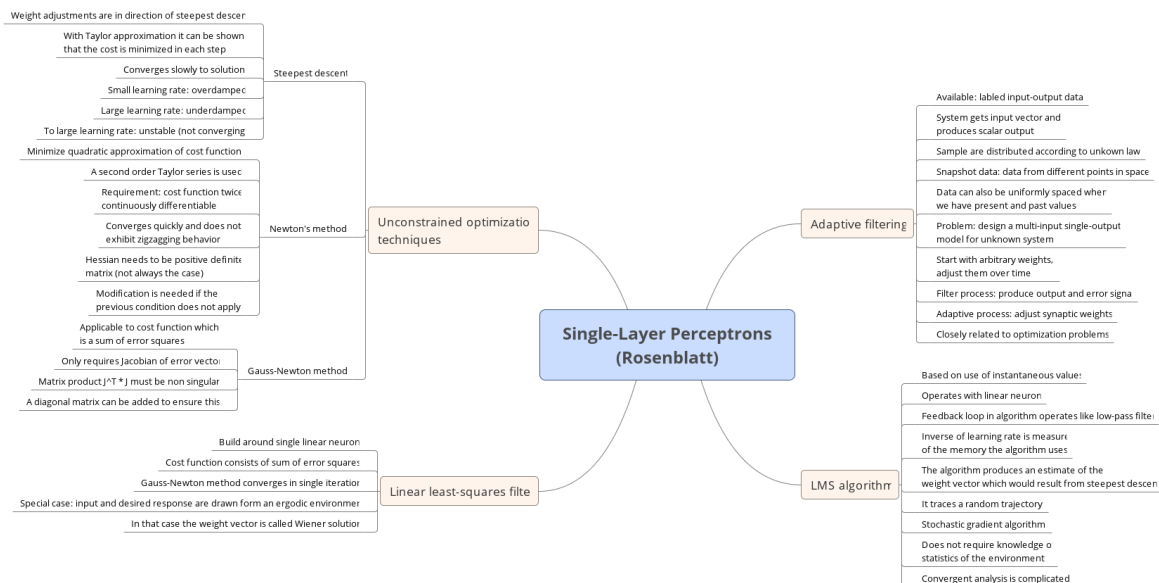 Weight adjustments are in direction of steepest descen
With Taylor approximation it can be shown
that the cost is minimized in each step
Converges slowly to solution
Small learning rate: overdamped
Large learning rate: underdamped
To large learning rate: unstable (not converging
Steepest descent
Minimize quadratic approximation of cost function
A second order Taylor series is used
Requirement: cost function twice
continuously differentiable
Converges quickly and does not
exhibit zigzagging behavior
Hessian needs to be positive definite
matrix (not always the case)
Modification is needed if the
previous condition does not apply
Newton's method
Applicable to cost function which
is a sum of error squares
Only requires Jacobian of error vector
Matrix product J^T * J must be non singular
A diagonal matrix can be added to ensure this
Gauss-Newton method
Unconstrained optimizatio
techniques
Build around single linear neuron
Cost function consists of sum of error squares
Gauss-Newton method converges in single iteration
Special case: input and desired response are drawn form an ergodic environmen
In that case the weight vector is called Wiener solution
Linear least-squares filte
Single-Layer Perceptrons
(Rosenblatt)
Adaptive filtering
Available: labled input-output data
System gets input vector and
produces scalar output
Sample are distributed according to unkown law
Snapshot data: data from different points in space
Data can also be uniformly spaced wher
we have present and past values
Problem: design a multi-input single-output
model for unknown system
Start with arbitrary weights,
adjust them over time
Filter process: produce output and error signa
Adaptive process: adjust synaptic weights
Closely related to optimization problems
LMS algorithm
Based on use of instantaneous values
Operates with linear neuron
Feedback loop in algorithm operates like low-pass filter
Inverse of learning rate is measure
of the memory the algorithm uses
The algorithm produces an estimate of the
weight vector which would result from steepest descen
It traces a random trajectory
Stochastic gradient algorithm
Does not require knowledge o
statistics of the environment
Convergent analysis is complicated